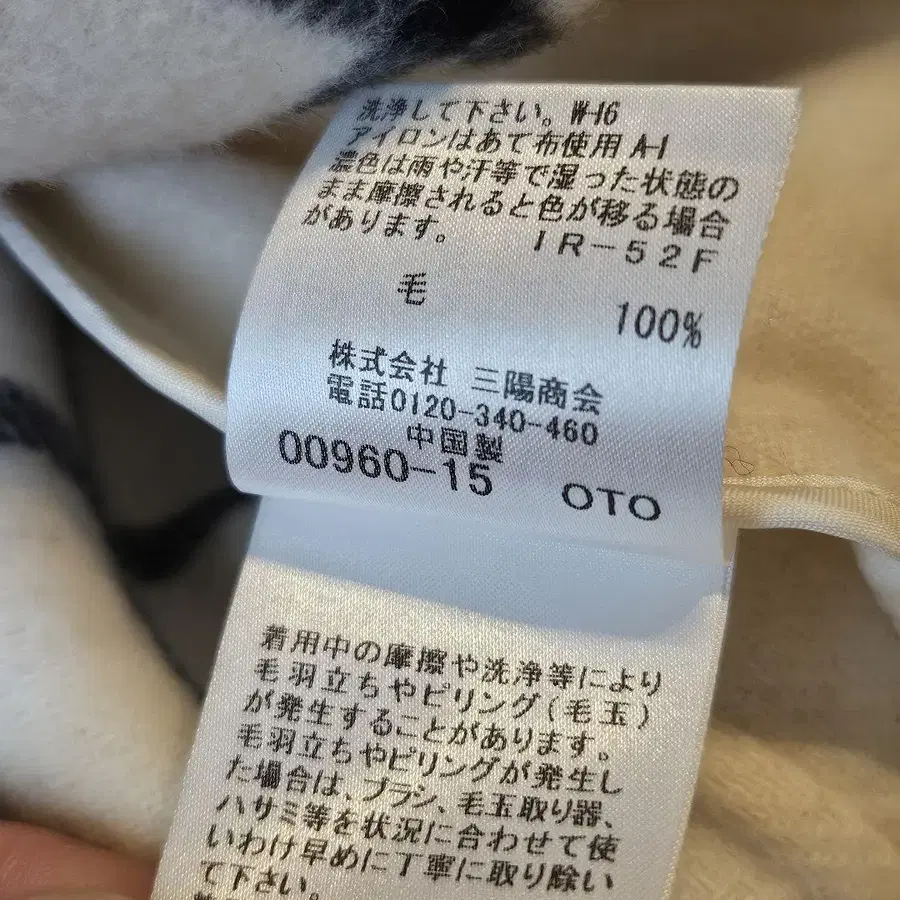 洗浄して下さい。W-16
アイロンはあて布使用 A-1
濃色は雨や汗等で湿った状態の
まま摩擦されると色が移る場合
があります。 IR-52F
毛 100%
株式会社 三陽商会
電話0120-340-460
中国製
00960-15 OTO
着用中の摩擦や洗浄等により
毛羽立ちやピリング(毛玉)
が発生することがあります。
毛羽立ちやピリングが発生し
た場合は、ブラシ、毛玉取り器、
ハサミ等を状況に合わせて使
いわけ早めに丁寧に取り除い
て下さい。